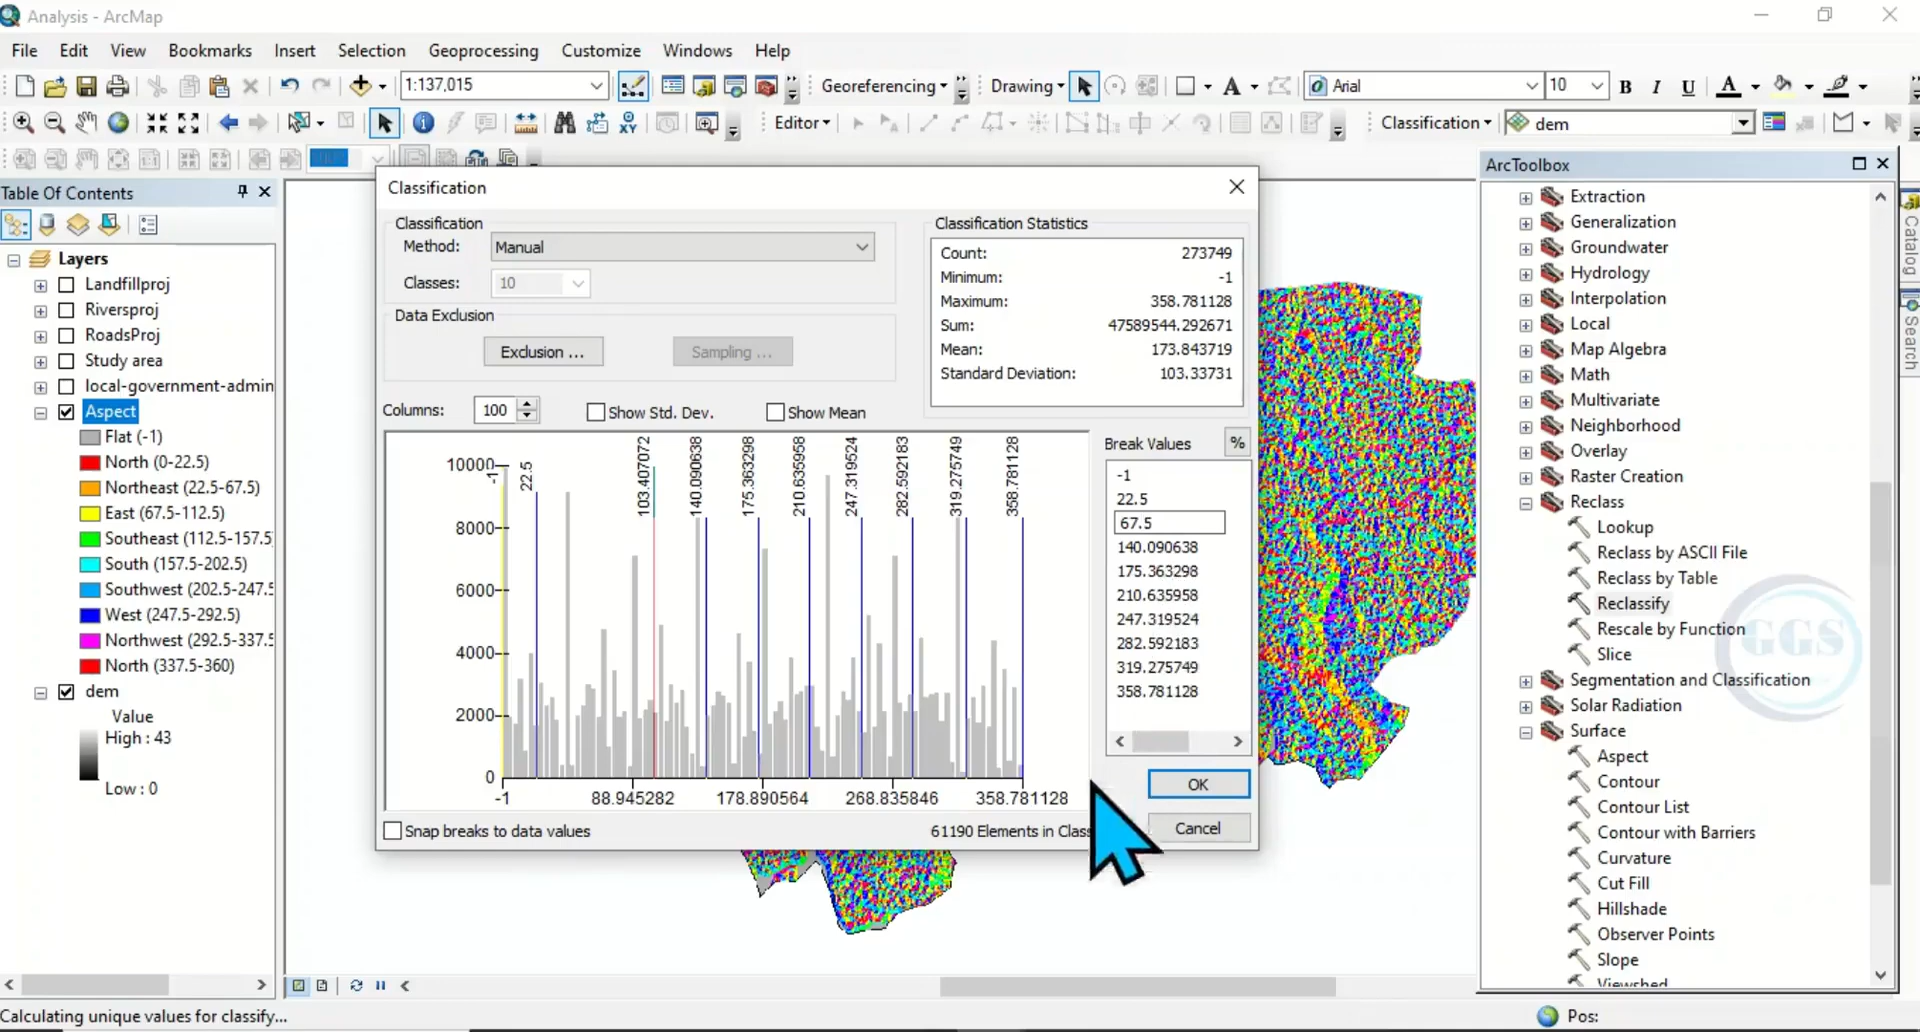 Analysis - ArcMap
File Edit View Bookmarks Insert Selection Geoprocessing Customize Windows Help
1:137,015 Georeferencing Drawing A Arial 10 B I U A
XY Editor Classification dem
Table Of Contents
Layers
Landfillproj
Riversproj
RoadsProj
Study area
local-government-admin
Aspect
Flat (-1)
North (0-22.5)
Northeast (22.5-67.5)
East (67.5-112.5)
Southeast (112.5-157.5
South (157.5-202.5)
Southwest (202.5-247.5
West (247.5-292.5)
Northwest (292.5-337.5
North (337.5-360)
dem
Value
High : 43
Low : 0
Classification
Classification
Method: Manual
Classes: 10
Data Exclusion
Exclusion ... Sampling ...
Classification Statistics
Count: 273749
Minimum: -1
Maximum: 358.781128
Sum: 47589544.292671
Mean: 173.843719
Standard Deviation: 103.33731
Columns: 100 Show Std. Dev. Show Mean
-1 22.5 103.407072 140.090638 175.363298 210.635958 247.319524 282.592183 319.275749 358.781128
10000
8000
6000
4000
2000
0
-1 88.945282 178.890564 268.835846 358.781128
Break Values %
-1
22.5
67.5
140.090638
175.363298
210.635958
247.319524
282.592183
319.275749
358.781128
OK
Snap breaks to data values 61190 Elements in Class Cancel
ArcToolbox
Extraction
Generalization
Groundwater
Hydrology
Interpolation
Local
Map Algebra
Math
Multivariate
Neighborhood
Overlay
Raster Creation
Reclass
Lookup
Reclass by ASCII File
Reclass by Table
Reclassify
Rescale by Function
Slice
Segmentation and Classification
Solar Radiation
Surface
Aspect
Contour
Contour List
Contour with Barriers
Curvature
Cut Fill
Hillshade
Observer Points
Slope
Viewshed
GGS
Catalog
Search
Calculating unique values for classify... Pos: